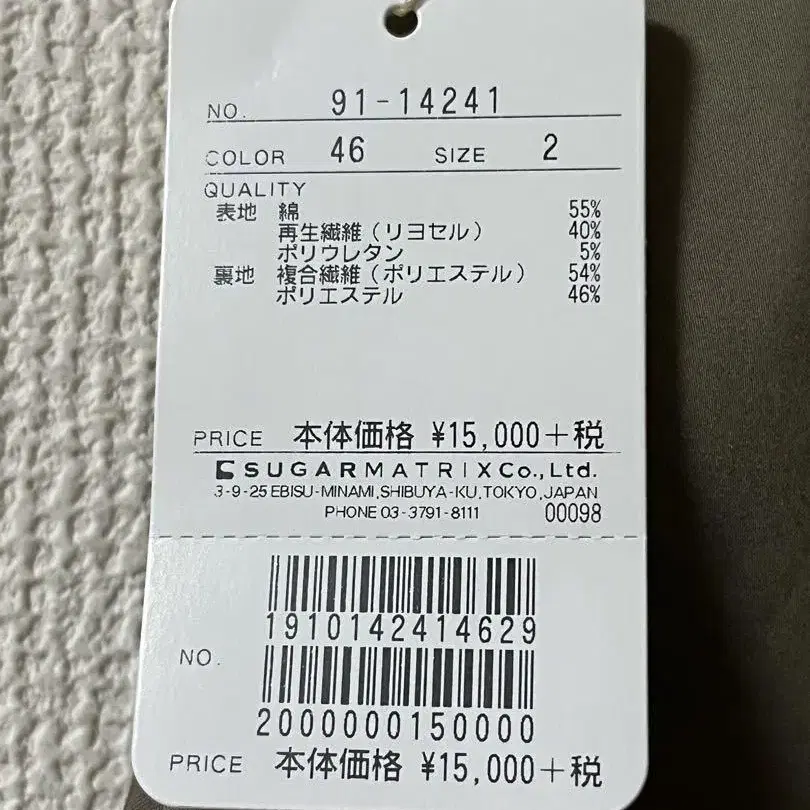 NO. 91-14241
COLOR 46 SIZE 2
QUALITY
表地 綿 55%
再生繊維(リヨセル) 40%
ポリウレタン 5%
裏地 複合繊維(ポリエステル) 54%
ポリエステル 46%
PRICE 本体価格 ¥15,000+税
SUGARMATRIX Co., Ltd.
3-9-25 EBISU-MINAMI, SHIBUYA-KU, TOKYO, JAPAN
PHONE 03-3791-8111 00098
1910142414629
NO.
2000000150000
PRICE 本体価格 ¥15,000+税